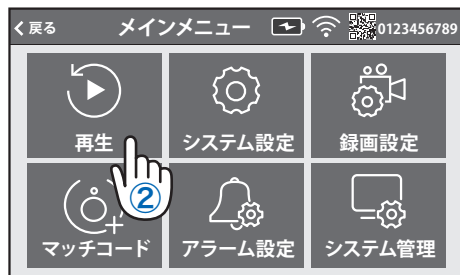 戻る メインメニュー 0123456789
再生 システム設定 録画設定
②
マッチコード アラーム設定 システム管理